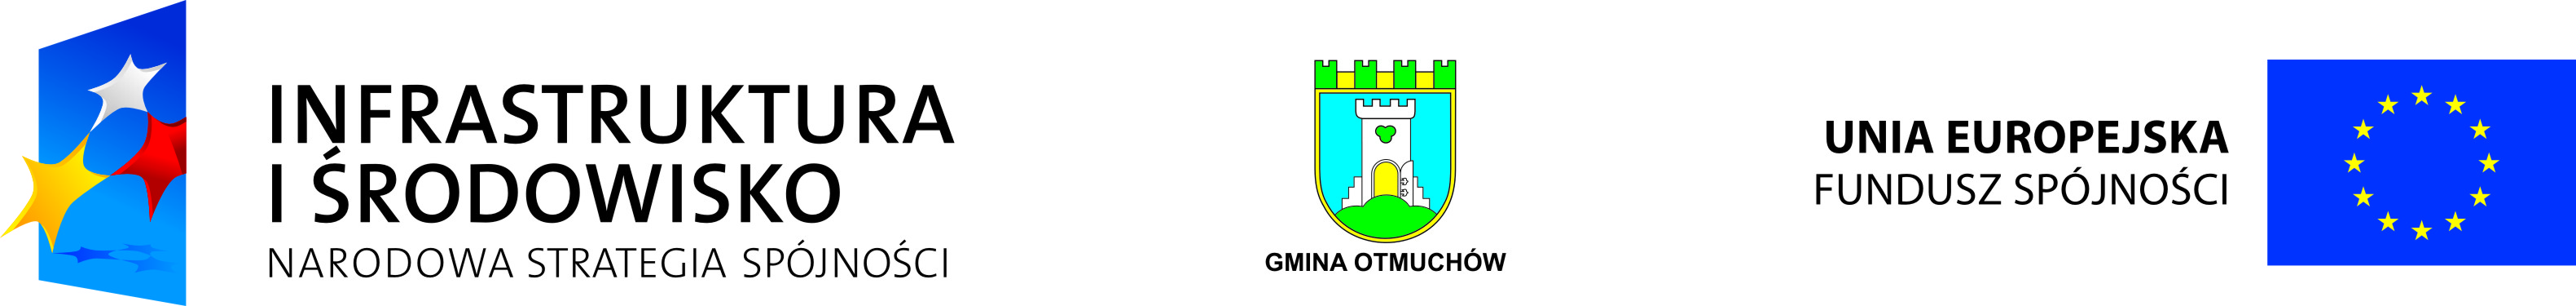 INFRASTRUKTURA
I ŚRODOWISKO
NARODOWA STRATEGIA SPÓJNOŚCI
GMINA OTMUCHÓW
UNIA EUROPEJSKA
FUNDUSZ SPÓJNOŚCI